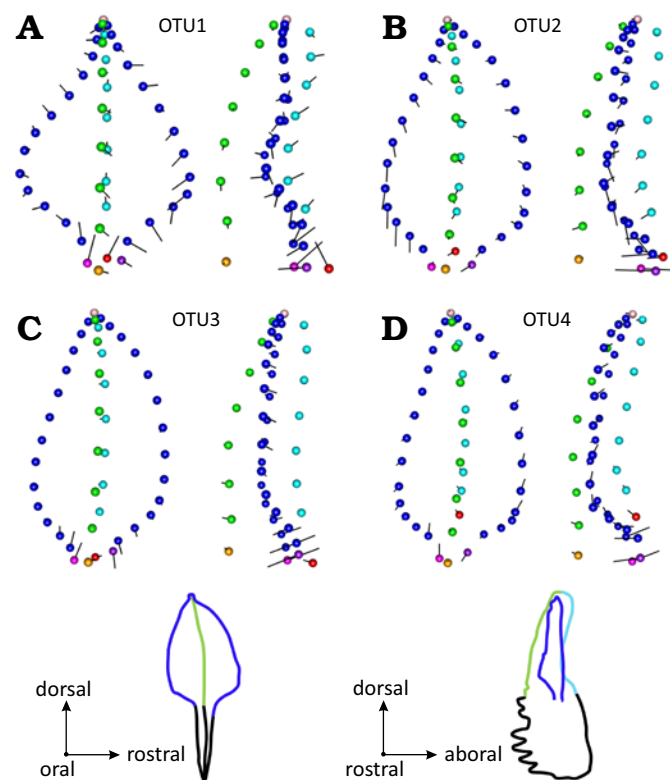 A OTU1
B OTU2
C OTU3
D OTU4
dorsal
rostral
oral
dorsal
aboral
rostral